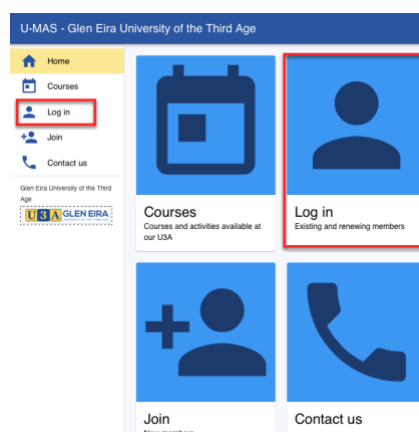 U-MAS - Glen Eira University of the Third Age
Home
Courses
Log in
Join
Contact us
Glen Eira University of the Third
Age
U3A GLEN EIRA
Courses
Courses and activities available at
our U3A
Log in
Existing and renewing members
Join
New members
Contact us